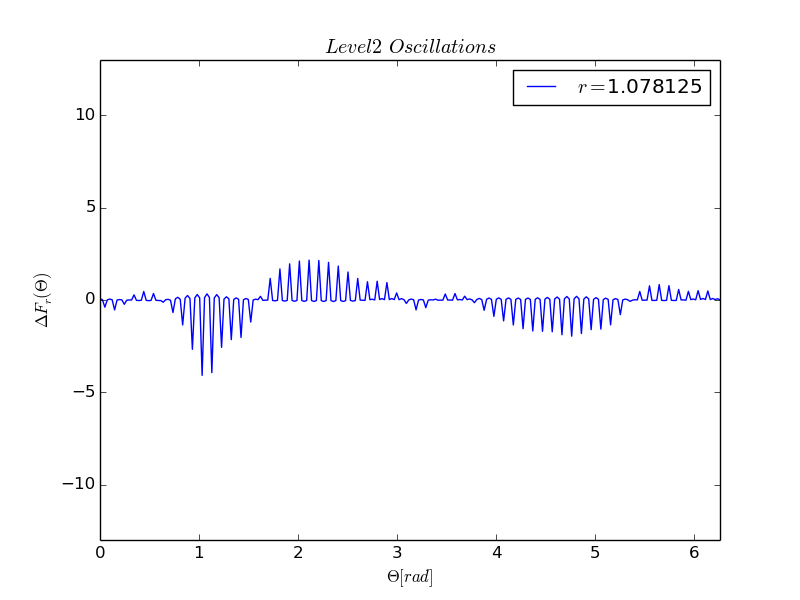 Level2 Oscillations
r=1.078125
10
5
0
−5
−10
ΔF_r(Θ)
0 1 2 3 4 5 6
Θ[rad]